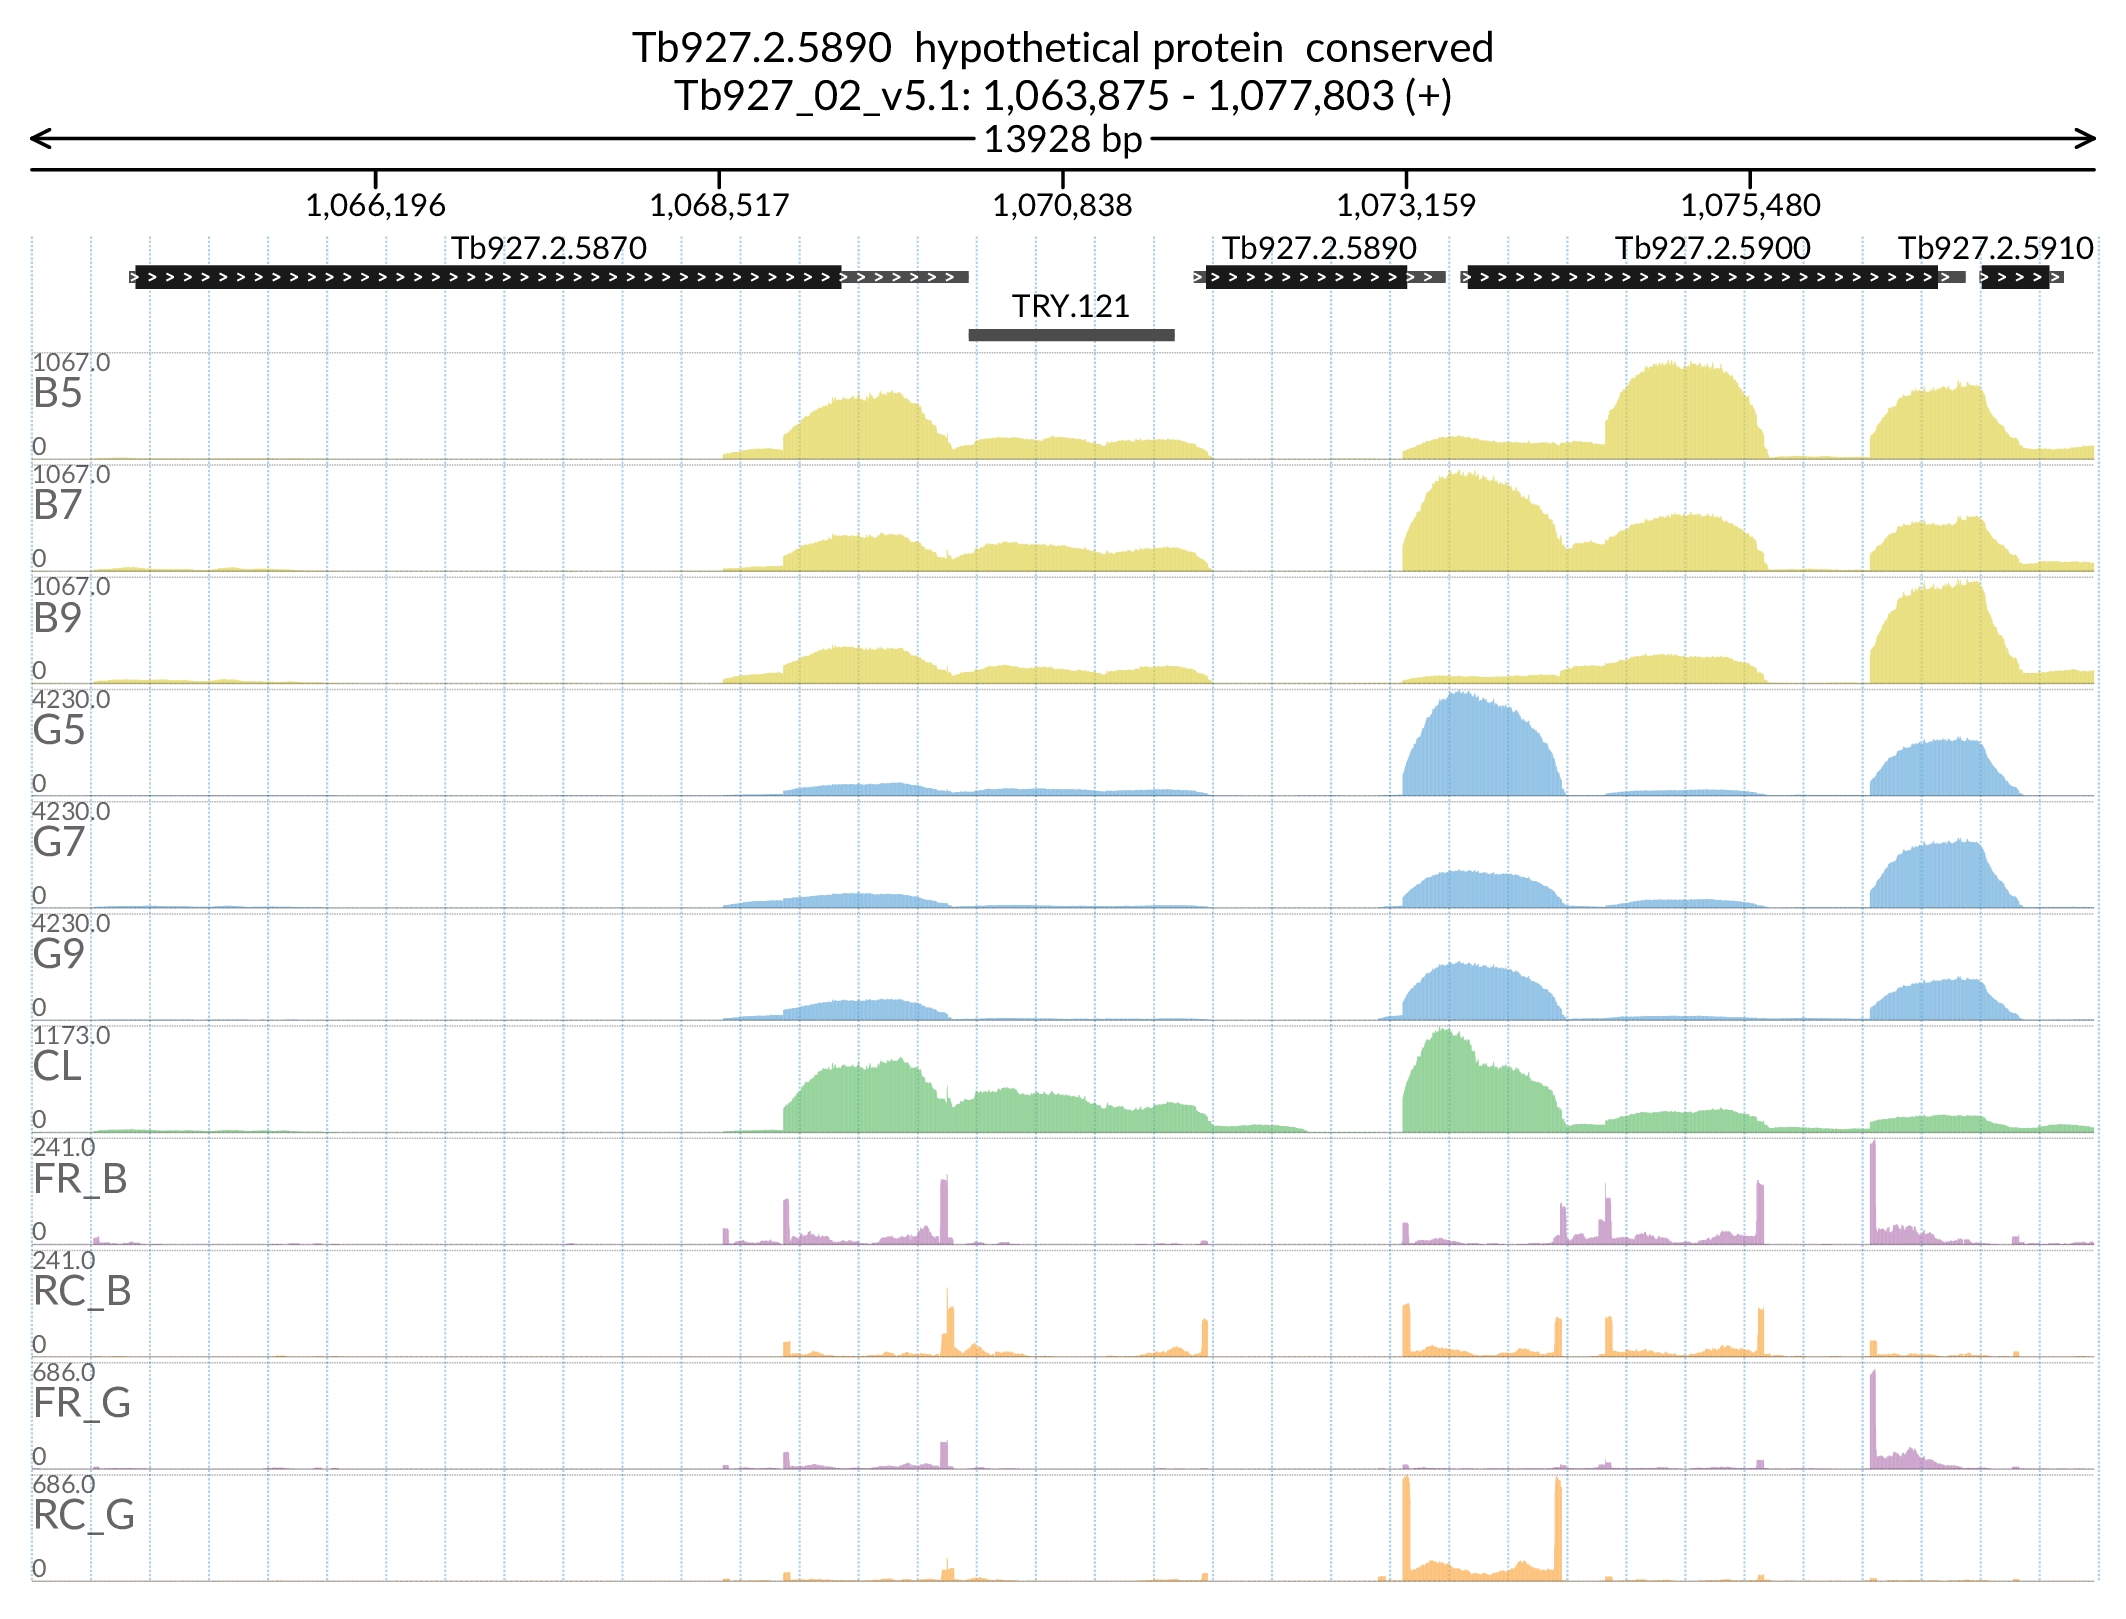 Tb927.2.5890  hypothetical protein  conserved
Tb927_02_v5.1: 1,063,875 - 1,077,803 (+)
13928 bp
1,066,196 1,068,517 1,070,838 1,073,159 1,075,480
Tb927.2.5870 Tb927.2.5890 Tb927.2.5900 Tb927.2.5910
TRY.121
1067.0
B5
0
1067.0
B7
0
1067.0
B9
0
4230.0
G5
0
4230.0
G7
0
4230.0
G9
0
1173.0
CL
0
241.0
FR_B
0
241.0
RC_B
0
686.0
FR_G
0
686.0
RC_G
0